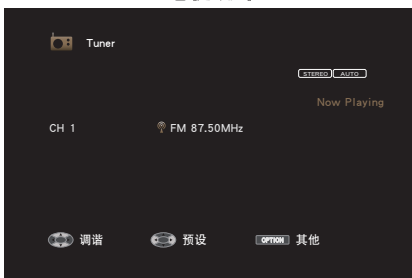 Tuner
STEREO AUTO
Now Playing
CH 1 FM 87.50MHz
调谐 预设 OPTION 其他